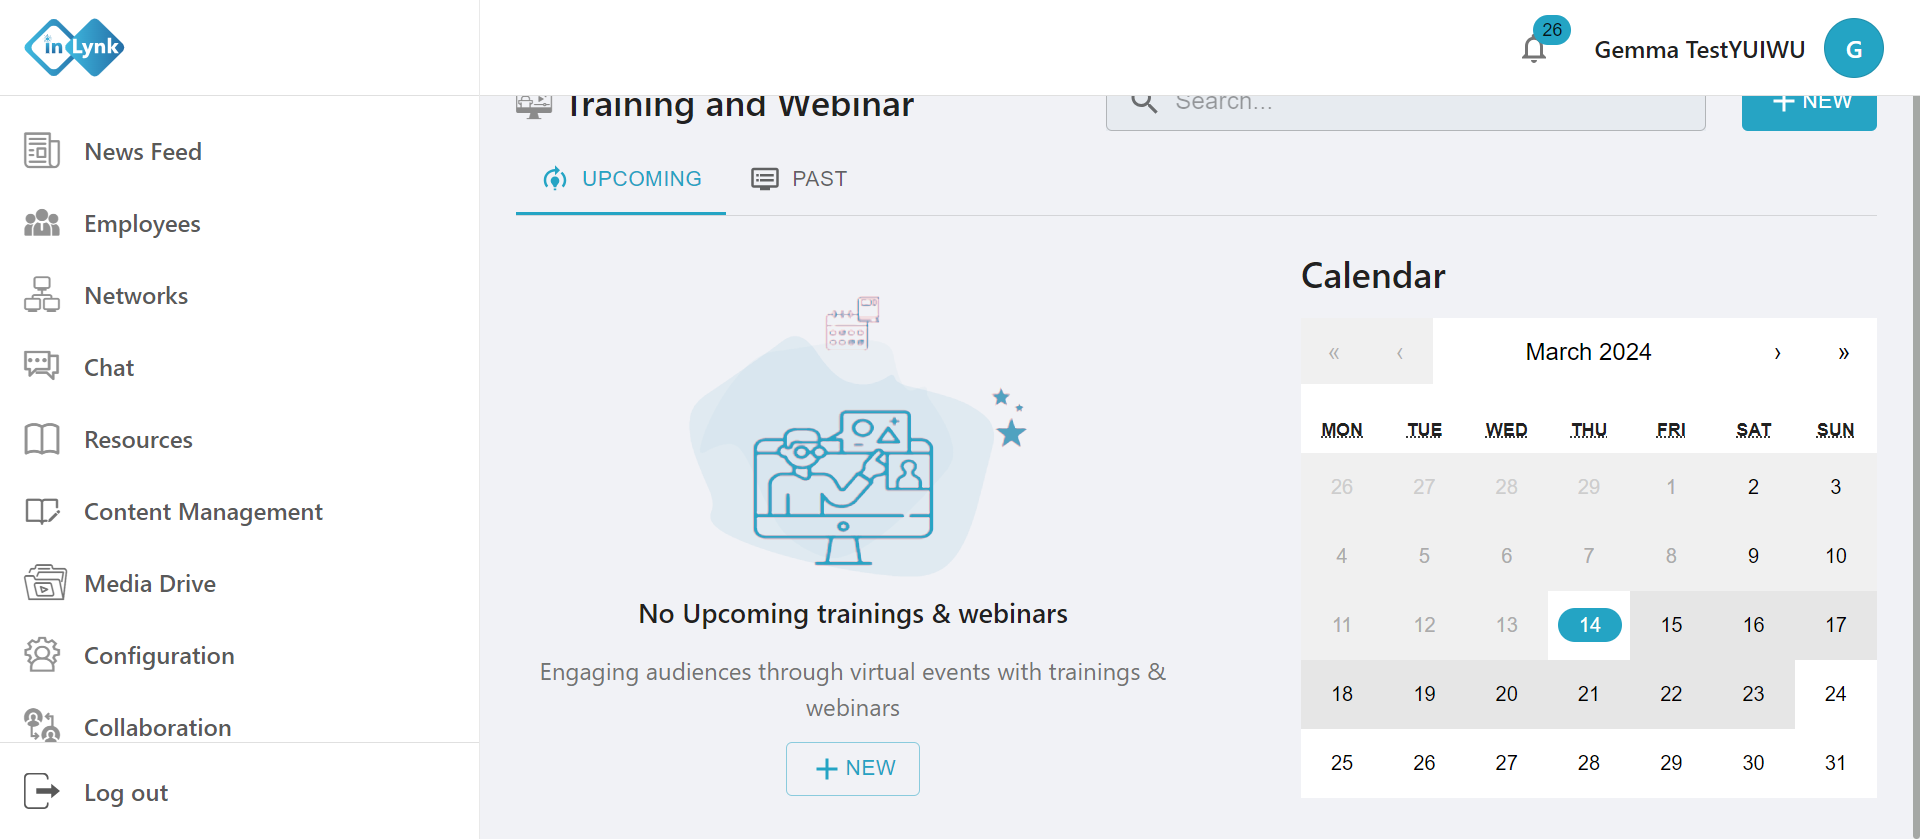 in Lynk
26
Gemma TestYUIWU
G
News Feed
Employees
Networks
Chat
Resources
Content Management
Media Drive
Configuration
Collaboration
Log out
Training and Webinar
Search...
+ NEW
UPCOMING
PAST
No Upcoming trainings & webinars
Engaging audiences through virtual events with trainings &
webinars
+ NEW
Calendar
« ‹ March 2024 › »
MON TUE WED THU FRI SAT SUN
26 27 28 29 1 2 3
4 5 6 7 8 9 10
11 12 13 14 15 16 17
18 19 20 21 22 23 24
25 26 27 28 29 30 31